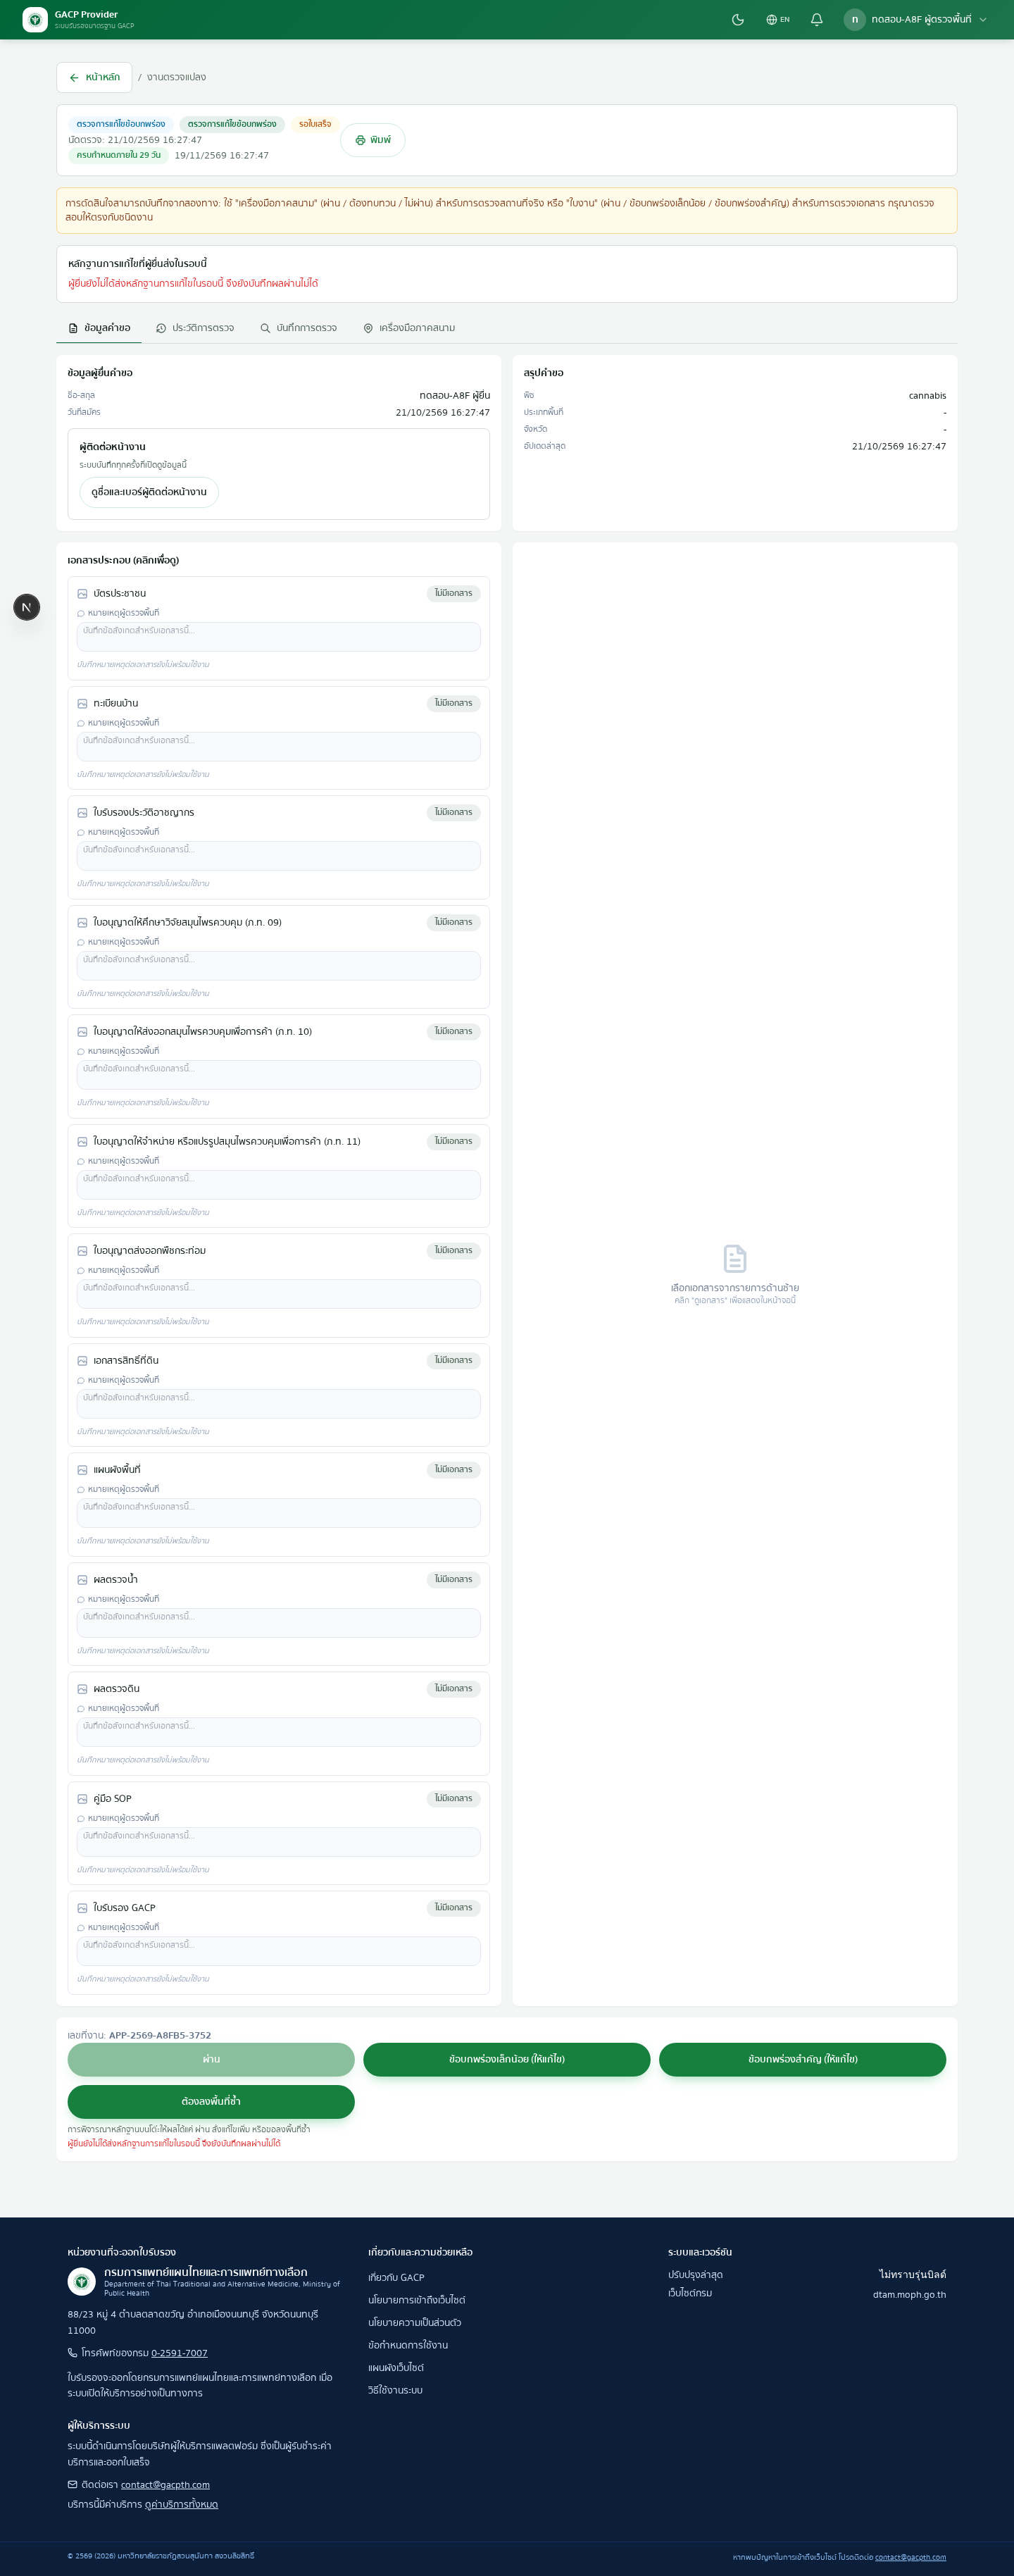 GACP Provider
ระบบรับรองมาตรฐาน GACP
EN
ท
ทดสอบ-A8F ผู้ตรวจพื้นที่
หน้าหลัก / งานตรวจแปลง
ตรวจการแก้ไขข้อบกพร่อง ตรวจการแก้ไขข้อบกพร่อง รอใบเสร็จ
นัดตรวจ: 21/10/2569 16:27:47
ครบกำหนดภายใน 29 วัน 19/11/2569 16:27:47
พิมพ์
การตัดสินใจสามารถบันทึกจากสองทาง: ใช้ "เครื่องมือภาคสนาม" (ผ่าน / ต้องทบทวน / ไม่ผ่าน) สำหรับการตรวจสถานที่จริง หรือ "ใบงาน" (ผ่าน / ข้อบกพร่องเล็กน้อย / ข้อบกพร่องสำคัญ) สำหรับการตรวจเอกสาร กรุณาตรวจ
สอบให้ตรงกับชนิดงาน
หลักฐานการแก้ไขที่ผู้ยื่นส่งในรอบนี้
ผู้ยื่นยังไม่ได้ส่งหลักฐานการแก้ไขในรอบนี้ จึงยังบันทึกผลผ่านไม่ได้
ข้อมูลคำขอ ประวัติการตรวจ บันทึกการตรวจ เครื่องมือภาคสนาม
ข้อมูลผู้ยื่นคำขอ
ชื่อ-สกุล ทดสอบ-A8F ผู้ยื่น
วันที่สมัคร 21/10/2569 16:27:47
ผู้ติดต่อหน้างาน
ระบบบันทึกทุกครั้งที่เปิดดูข้อมูลนี้
ดูชื่อและเบอร์ผู้ติดต่อหน้างาน
สรุปคำขอ
พืช cannabis
ประเภทพื้นที่ -
จังหวัด -
อัปเดตล่าสุด 21/10/2569 16:27:47
เอกสารประกอบ (คลิกเพื่อดู)
บัตรประชาชน ไม่มีเอกสาร
หมายเหตุผู้ตรวจพื้นที่
บันทึกข้อสังเกตสำหรับเอกสารนี้...
บันทึกหมายเหตุต่อเอกสารยังไม่พร้อมใช้งาน
ทะเบียนบ้าน ไม่มีเอกสาร
หมายเหตุผู้ตรวจพื้นที่
บันทึกข้อสังเกตสำหรับเอกสารนี้...
บันทึกหมายเหตุต่อเอกสารยังไม่พร้อมใช้งาน
ใบรับรองประวัติอาชญากร ไม่มีเอกสาร
หมายเหตุผู้ตรวจพื้นที่
บันทึกข้อสังเกตสำหรับเอกสารนี้...
บันทึกหมายเหตุต่อเอกสารยังไม่พร้อมใช้งาน
ใบอนุญาตให้ศึกษาวิจัยสมุนไพรควบคุม (ภ.ท. 09) ไม่มีเอกสาร
หมายเหตุผู้ตรวจพื้นที่
บันทึกข้อสังเกตสำหรับเอกสารนี้...
บันทึกหมายเหตุต่อเอกสารยังไม่พร้อมใช้งาน
ใบอนุญาตให้ส่งออกสมุนไพรควบคุมเพื่อการค้า (ภ.ท. 10) ไม่มีเอกสาร
หมายเหตุผู้ตรวจพื้นที่
บันทึกข้อสังเกตสำหรับเอกสารนี้...
บันทึกหมายเหตุต่อเอกสารยังไม่พร้อมใช้งาน
ใบอนุญาตให้จำหน่าย หรือแปรรูปสมุนไพรควบคุมเพื่อการค้า (ภ.ท. 11) ไม่มีเอกสาร
หมายเหตุผู้ตรวจพื้นที่
บันทึกข้อสังเกตสำหรับเอกสารนี้...
บันทึกหมายเหตุต่อเอกสารยังไม่พร้อมใช้งาน
ใบอนุญาตส่งออกพืชกระท่อม ไม่มีเอกสาร
หมายเหตุผู้ตรวจพื้นที่
บันทึกข้อสังเกตสำหรับเอกสารนี้...
บันทึกหมายเหตุต่อเอกสารยังไม่พร้อมใช้งาน
เอกสารสิทธิ์ที่ดิน ไม่มีเอกสาร
หมายเหตุผู้ตรวจพื้นที่
บันทึกข้อสังเกตสำหรับเอกสารนี้...
บันทึกหมายเหตุต่อเอกสารยังไม่พร้อมใช้งาน
แผนผังพื้นที่ ไม่มีเอกสาร
หมายเหตุผู้ตรวจพื้นที่
บันทึกข้อสังเกตสำหรับเอกสารนี้...
บันทึกหมายเหตุต่อเอกสารยังไม่พร้อมใช้งาน
ผลตรวจน้ำ ไม่มีเอกสาร
หมายเหตุผู้ตรวจพื้นที่
บันทึกข้อสังเกตสำหรับเอกสารนี้...
บันทึกหมายเหตุต่อเอกสารยังไม่พร้อมใช้งาน
ผลตรวจดิน ไม่มีเอกสาร
หมายเหตุผู้ตรวจพื้นที่
บันทึกข้อสังเกตสำหรับเอกสารนี้...
บันทึกหมายเหตุต่อเอกสารยังไม่พร้อมใช้งาน
คู่มือ SOP ไม่มีเอกสาร
หมายเหตุผู้ตรวจพื้นที่
บันทึกข้อสังเกตสำหรับเอกสารนี้...
บันทึกหมายเหตุต่อเอกสารยังไม่พร้อมใช้งาน
ใบรับรอง GACP ไม่มีเอกสาร
หมายเหตุผู้ตรวจพื้นที่
บันทึกข้อสังเกตสำหรับเอกสารนี้...
บันทึกหมายเหตุต่อเอกสารยังไม่พร้อมใช้งาน
เลือกเอกสารจากรายการด้านซ้าย
คลิก "ดูเอกสาร" เพื่อแสดงในหน้าจอนี้
เลขที่งาน: APP-2569-A8FB5-3752
ผ่าน ข้อบกพร่องเล็กน้อย (ให้แก้ไข) ข้อบกพร่องสำคัญ (ให้แก้ไข)
ต้องลงพื้นที่ซ้ำ
การพิจารณาหลักฐานบนโต๊ะให้ผลได้แค่ ผ่าน สั่งแก้ไขเพิ่ม หรือขอลงพื้นที่ซ้ำ
ผู้ยื่นยังไม่ได้ส่งหลักฐานการแก้ไขในรอบนี้ จึงยังบันทึกผลผ่านไม่ได้
หน่วยงานที่จะออกใบรับรอง
กรมการแพทย์แผนไทยและการแพทย์ทางเลือก
Department of Thai Traditional and Alternative Medicine, Ministry of
Public Health
88/23 หมู่ 4 ตำบลตลาดขวัญ อำเภอเมืองนนทบุรี จังหวัดนนทบุรี
11000
โทรศัพท์ของกรม 0-2591-7007
ใบรับรองจะออกโดยกรมการแพทย์แผนไทยและการแพทย์ทางเลือก เมื่อ
ระบบเปิดให้บริการอย่างเป็นทางการ
ผู้ให้บริการระบบ
ระบบนี้ดำเนินการโดยบริษัทผู้ให้บริการแพลตฟอร์ม ซึ่งเป็นผู้รับชำระค่า
บริการและออกใบเสร็จ
ติดต่อเรา contact@gacpth.com
บริการนี้มีค่าบริการ ดูค่าบริการทั้งหมด
เกี่ยวกับและความช่วยเหลือ
เกี่ยวกับ GACP
นโยบายการเข้าถึงเว็บไซต์
นโยบายความเป็นส่วนตัว
ข้อกำหนดการใช้งาน
แผนผังเว็บไซต์
วิธีใช้งานระบบ
ระบบและเวอร์ชัน
ปรับปรุงล่าสุด ไม่ทราบรุ่นบิลด์
เว็บไซต์กรม dtam.moph.go.th
© 2569 (2026) มหาวิทยาลัยราชภัฏสวนสุนันทา สงวนลิขสิทธิ์
หากพบปัญหาในการเข้าถึงเว็บไซต์ โปรดติดต่อ contact@gacpth.com